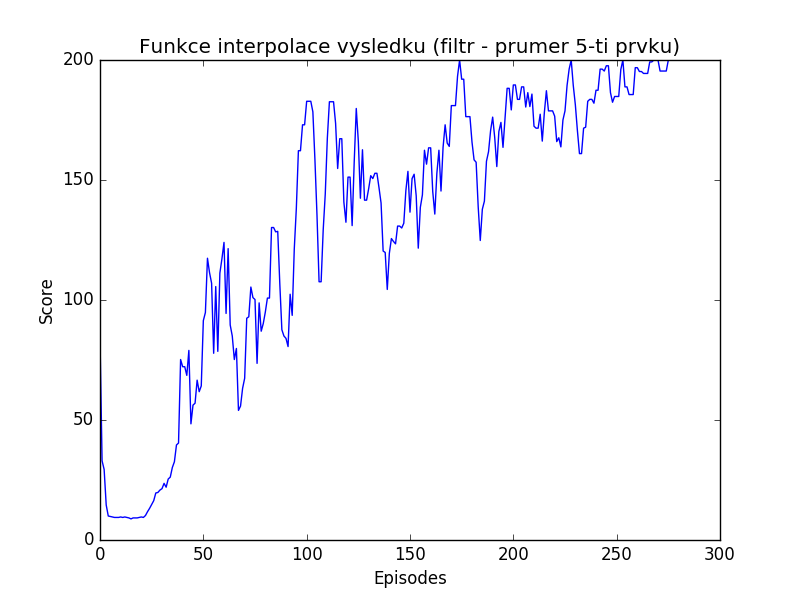 Funkce interpolace vysledku (filtr - prumer 5-ti prvku)
200
150
100
50
0
Score
0 50 100 150 200 250 300
Episodes